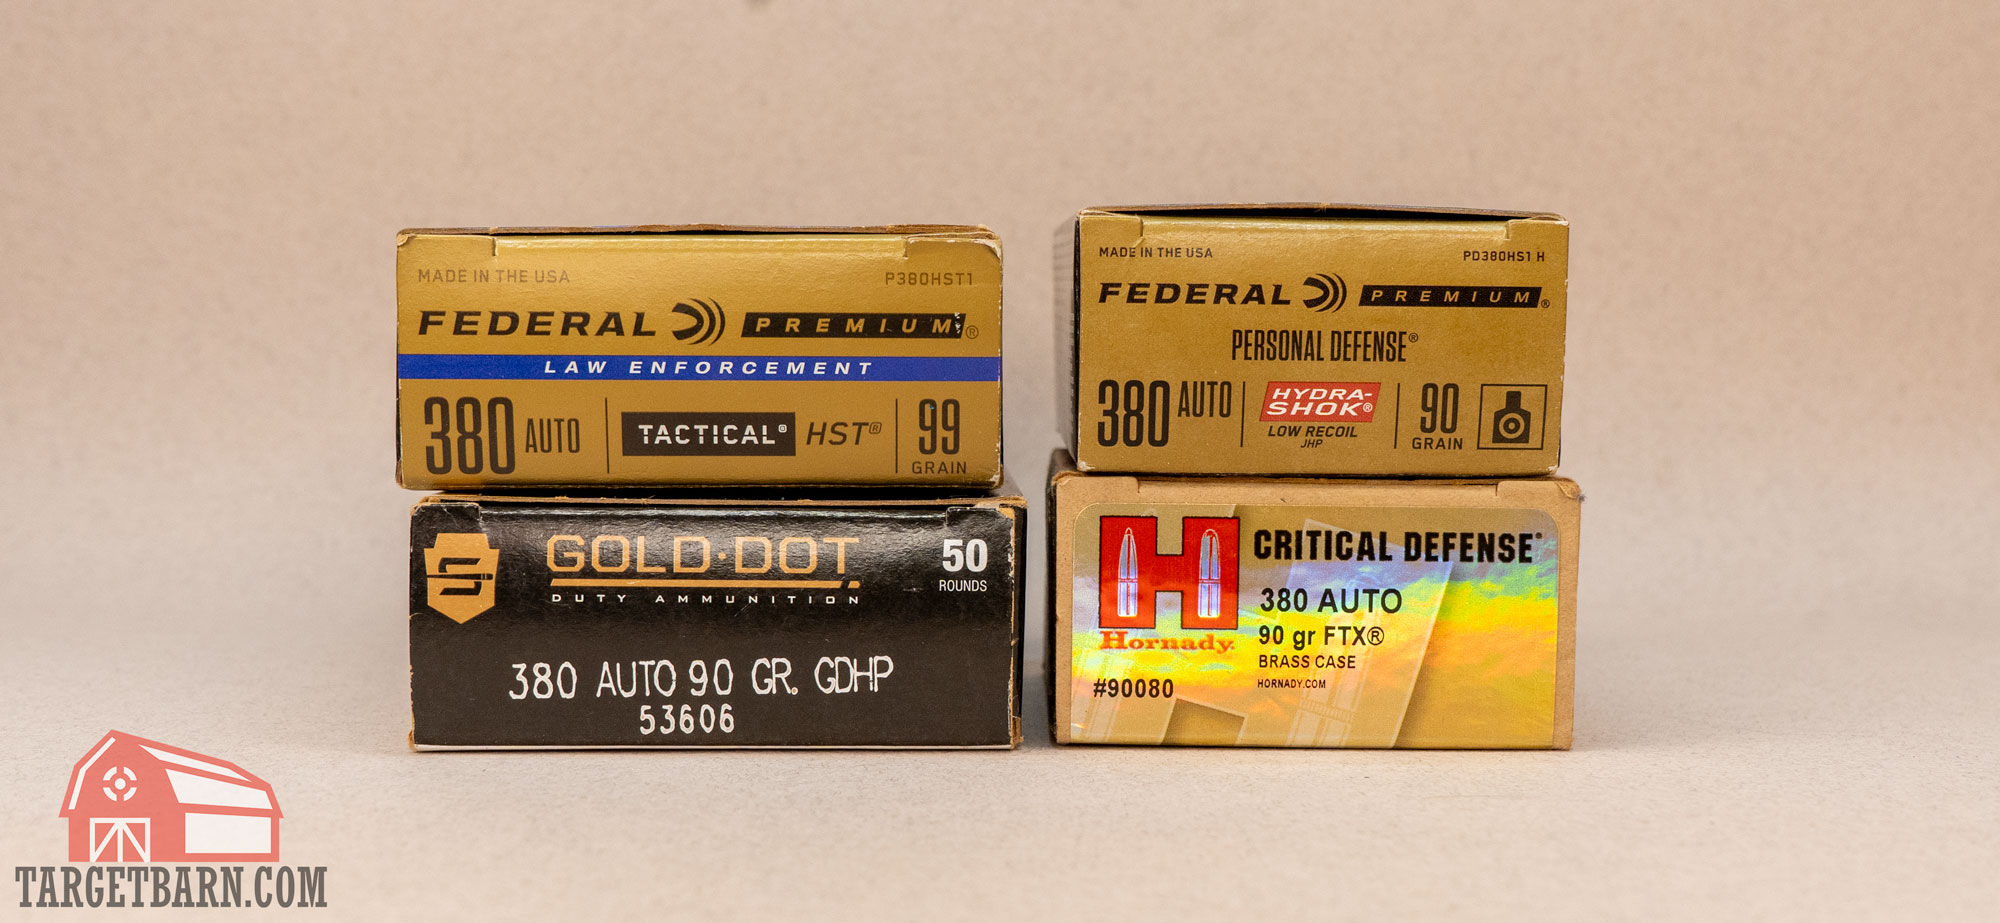 MADE IN THE USA P380HST1
FEDERAL PREMIUM®
LAW ENFORCEMENT
380 AUTO TACTICAL® HST® 99 GRAIN
MADE IN THE USA PD380HS1 H
FEDERAL PREMIUM®
PERSONAL DEFENSE®
380 AUTO HYDRA-SHOK® LOW RECOIL JHP 90 GRAIN
S GOLD·DOT 50
DUTY AMMUNITION ROUNDS
380 AUTO 90 GR. GDHP
53606
H CRITICAL DEFENSE®
380 AUTO
Hornady® 90 gr FTX®
BRASS CASE
#90080 HORNADY.COM
TARGETBARN.COM